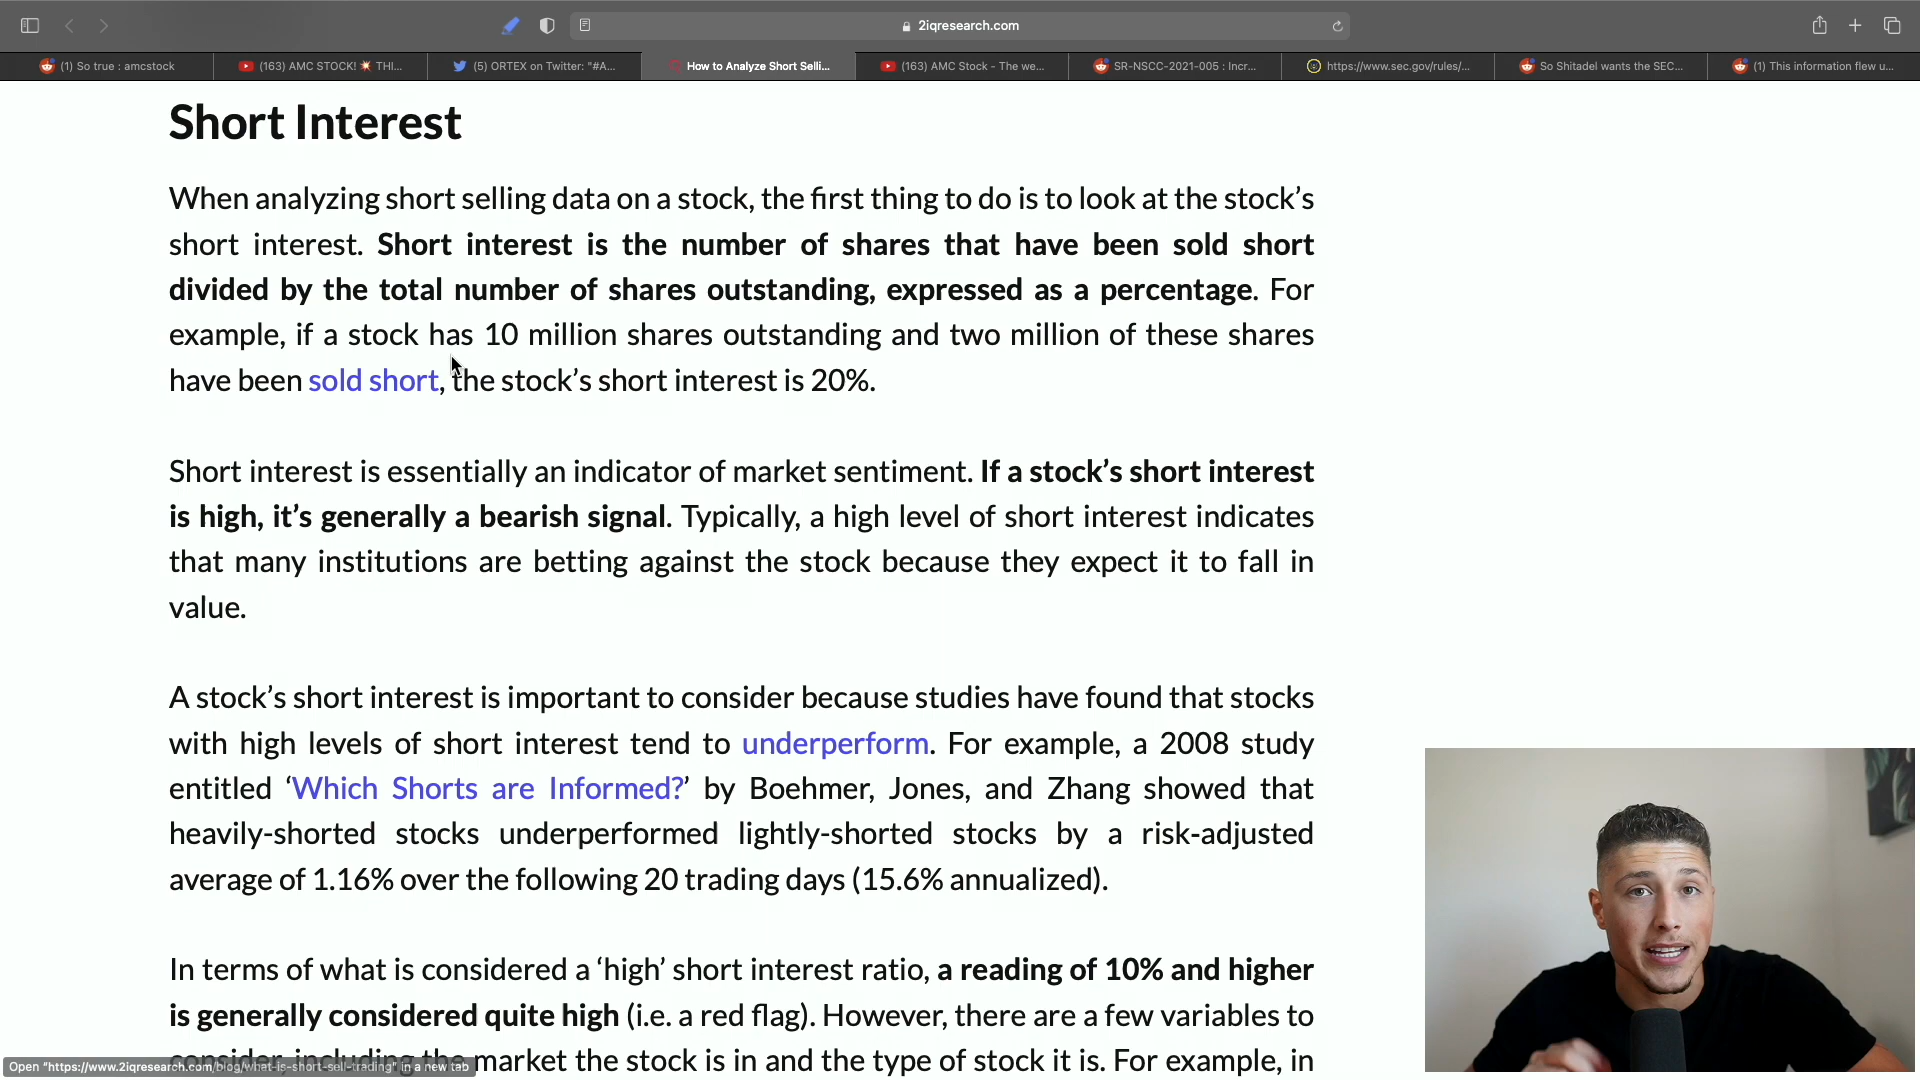 2iqresearch.com
(1) So true : amcstock
(163) AMC STOCK!💥 THI...
(5) ORTEX on Twitter: "#A...
How to Analyze Short Selli...
(163) AMC Stock - The we...
SR-NSCC-2021-005 : Incr...
https://www.sec.gov/rules/...
So Shitadel wants the SEC...
(1) This information flew u...
Short Interest
When analyzing short selling data on a stock, the first thing to do is to look at the stock’s
short interest. Short interest is the number of shares that have been sold short
divided by the total number of shares outstanding, expressed as a percentage. For
example, if a stock has 10 million shares outstanding and two million of these shares
have been sold short, the stock’s short interest is 20%.
Short interest is essentially an indicator of market sentiment. If a stock’s short interest
is high, it’s generally a bearish signal. Typically, a high level of short interest indicates
that many institutions are betting against the stock because they expect it to fall in
value.
A stock’s short interest is important to consider because studies have found that stocks
with high levels of short interest tend to underperform. For example, a 2008 study
entitled ‘Which Shorts are Informed?’ by Boehmer, Jones, and Zhang showed that
heavily-shorted stocks underperformed lightly-shorted stocks by a risk-adjusted
average of 1.16% over the following 20 trading days (15.6% annualized).
In terms of what is considered a ‘high’ short interest ratio, a reading of 10% and higher
is generally considered quite high (i.e. a red flag). However, there are a few variables to
consider, including the market the stock is in and the type of stock it is. For example, in
Open "https://www.2iqresearch.com/blog/what-is-short-sell-trading" in a new tab